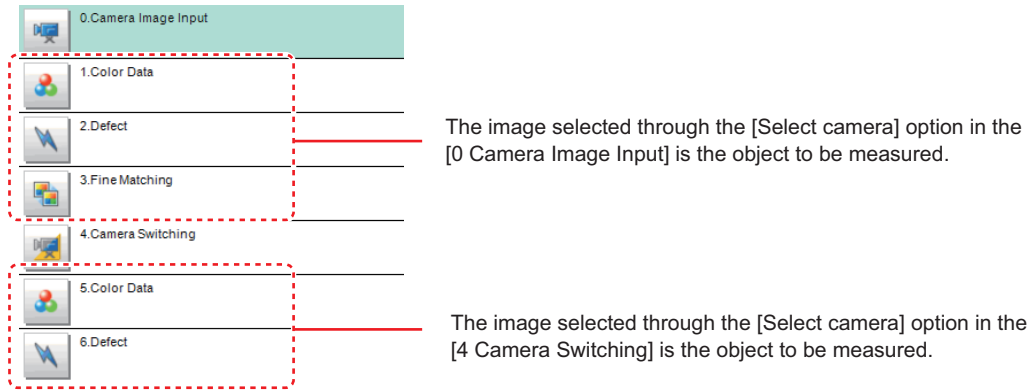 0.Camera Image Input
1.Color Data
2.Defect
The image selected through the [Select camera] option in the
[0 Camera Image Input] is the object to be measured.
3.Fine Matching
4.Camera Switching
5.Color Data
6.Defect
The image selected through the [Select camera] option in the
[4 Camera Switching] is the object to be measured.